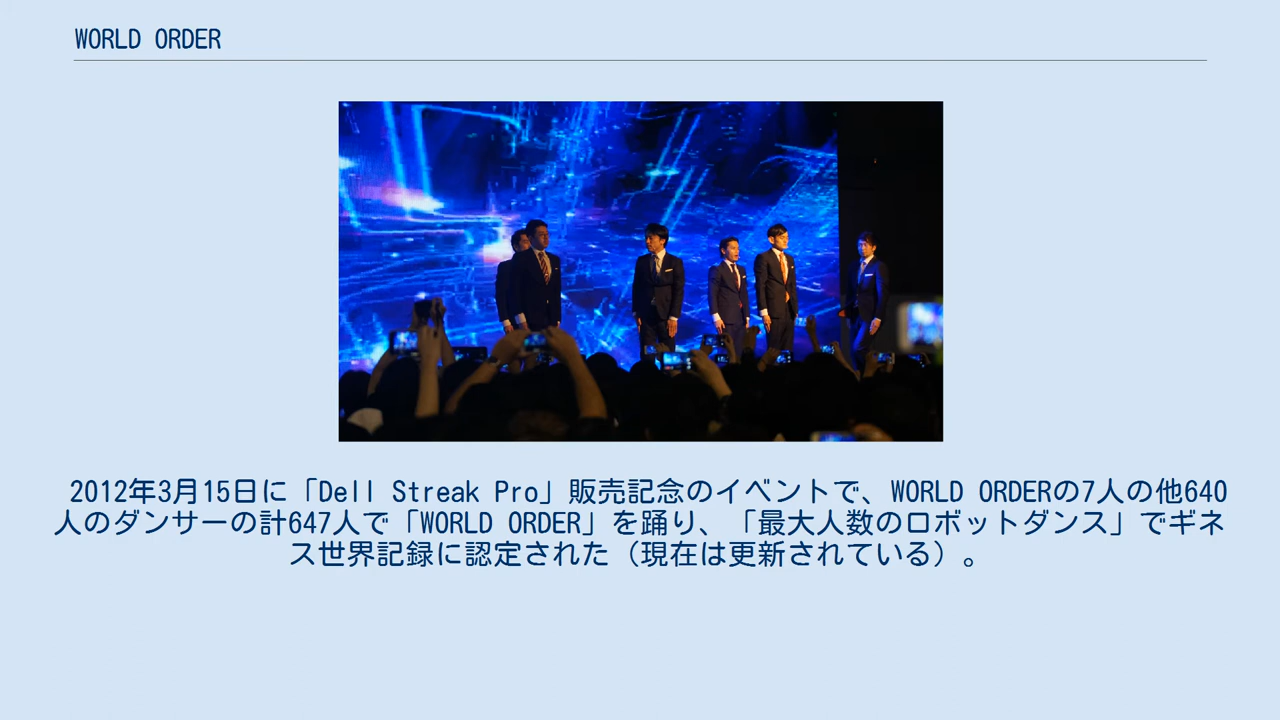 WORLD ORDER
2012年3月15日に「Dell Streak Pro」販売記念のイベントで、WORLD ORDERの7人の他640
人のダンサーの計647人で「WORLD ORDER」を踊り、「最大人数のロボットダンス」でギネ
ス世界記録に認定された（現在は更新されている）。